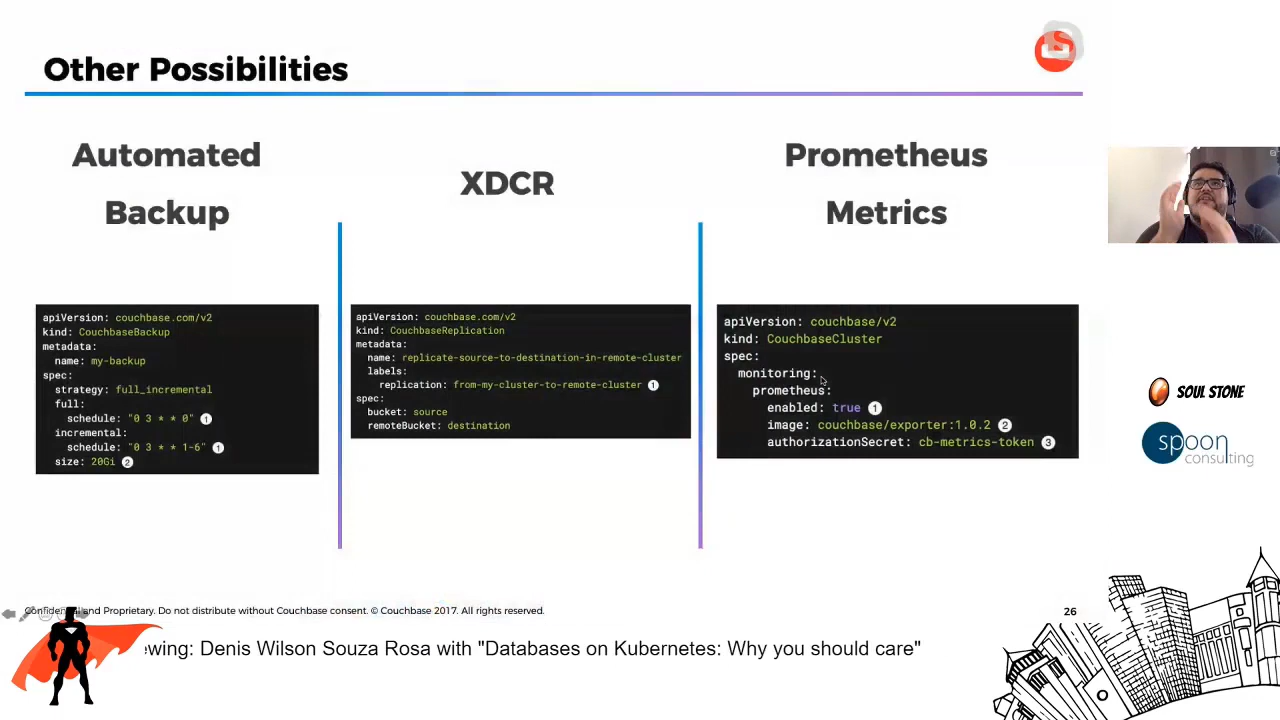 Other Possibilities
Automated
Backup
XDCR
Prometheus
Metrics
apiVersion: couchbase.com/v2
kind: CouchbaseBackup
metadata:
name: my-backup
spec:
strategy: full_incremental
full:
schedule: "0 3 * * 0" 1
incremental:
schedule: "0 3 * * 1-6" 1
size: 20Gi 2
apiVersion: couchbase.com/v2
kind: CouchbaseReplication
metadata:
name: replicate-source-to-destination-in-remote-cluster
labels:
replication: from-my-cluster-to-remote-cluster 1
spec:
bucket: source
remoteBucket: destination
apiVersion: couchbase/v2
kind: CouchbaseCluster
spec:
monitoring:
prometheus:
enabled: true 1
image: couchbase/exporter:1.0.2 2
authorizationSecret: cb-metrics-token 3
SOUL STONE
spoon
consulting
Confidential and Proprietary. Do not distribute without Couchbase consent. © Couchbase 2017. All rights reserved.
26
ewing: Denis Wilson Souza Rosa with "Databases on Kubernetes: Why you should care"